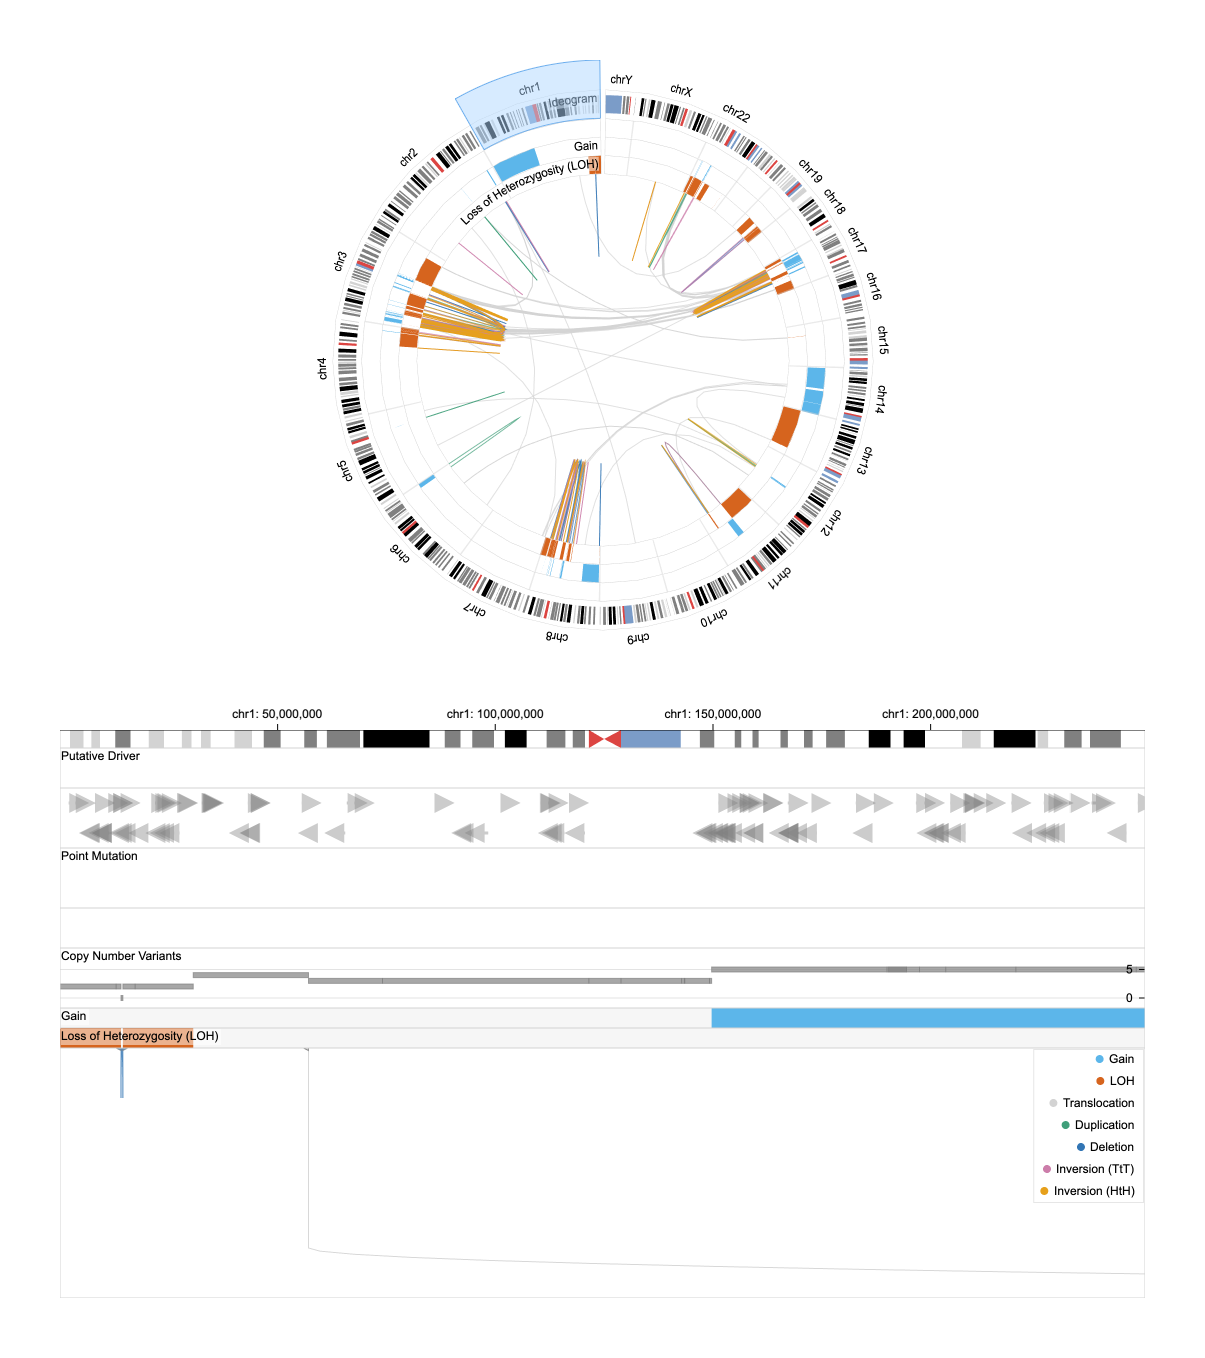 chr1
Ideogram
Gain
Loss of Heterozygosity (LOH)
chrY
chrX
chr22
chr19
chr18
chr17
chr16
chr15
chr14
chr13
chr12
chr11
chr10
chr9
chr8
chr7
chr6
chr5
chr4
chr3
chr2
chr1: 50,000,000 chr1: 100,000,000 chr1: 150,000,000 chr1: 200,000,000
Putative Driver
Point Mutation
Copy Number Variants
5
0
Gain
Loss of Heterozygosity (LOH)
Gain
LOH
Translocation
Duplication
Deletion
Inversion (TtT)
Inversion (HtH)